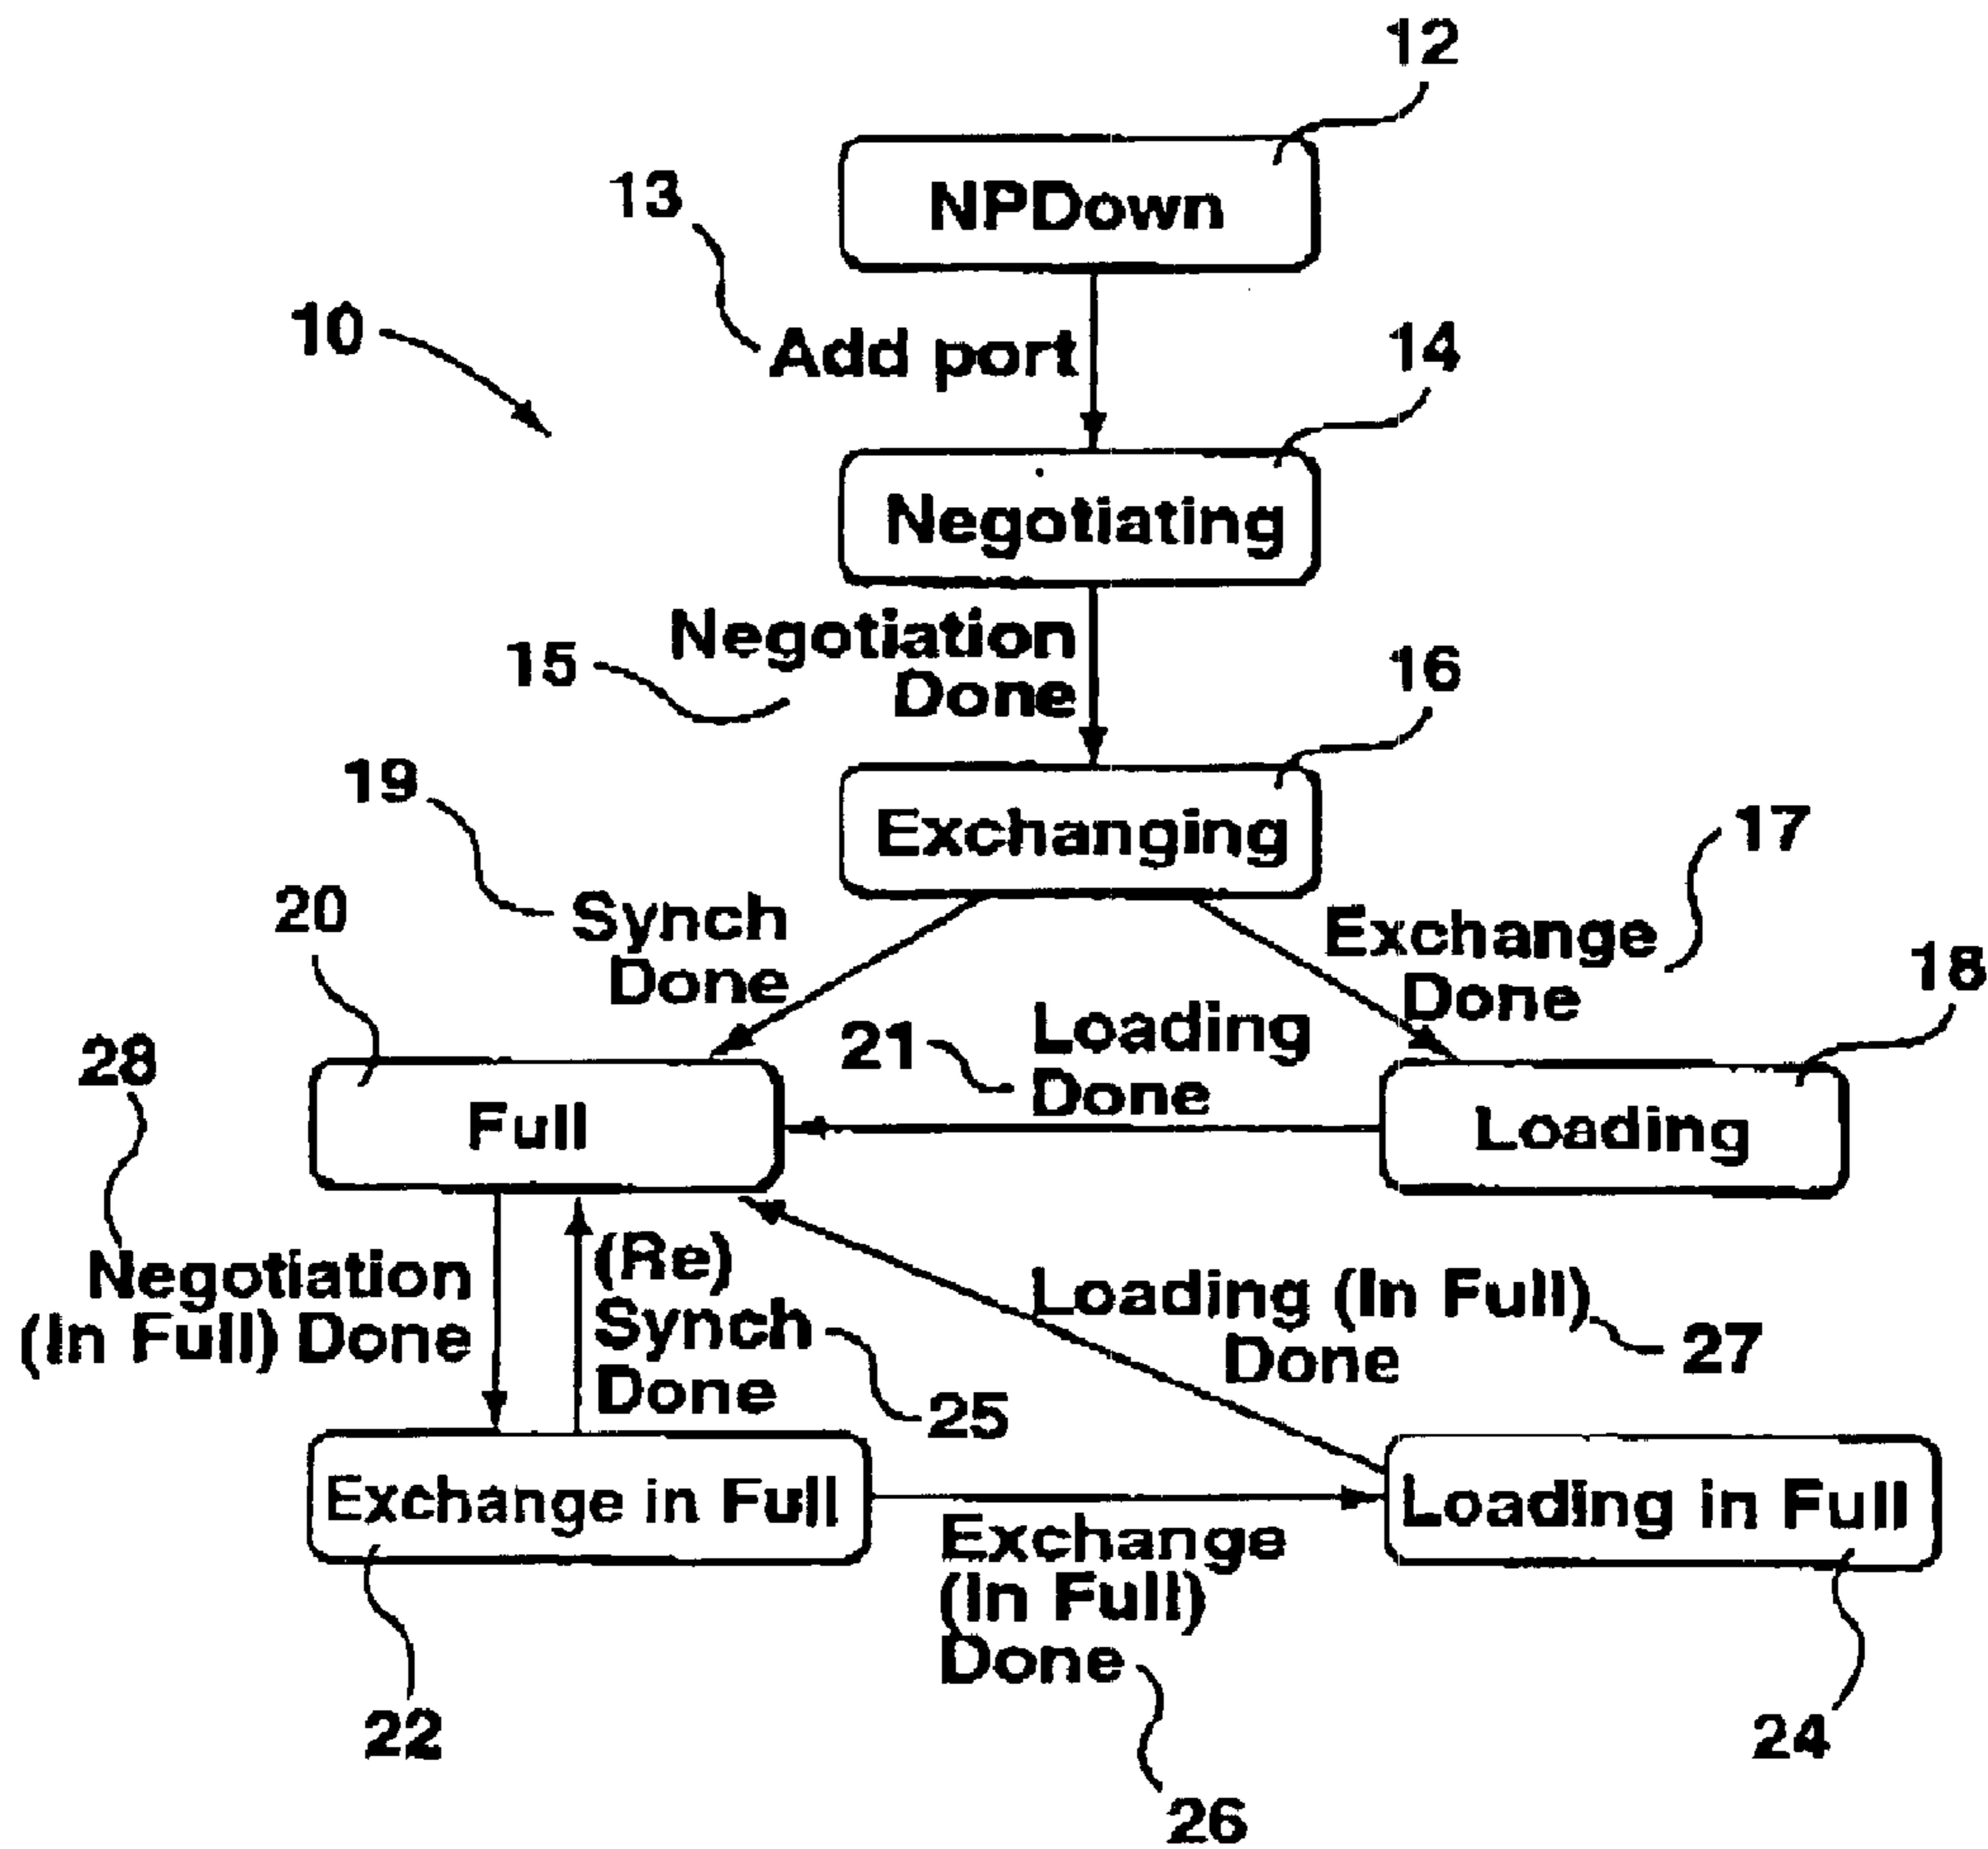 12
NPDown
13
10
Add port
14
Negotiating
Negotiation
Done
15
16
19
Exchanging
17
20
Synch
Done
Exchange
Done
18
28
21
Loading
Done
Full
Loading
Negotiation
(In Full) Done
(Re)
Synch
Done
25
Loading (In Full)
Done
27
Exchange in Full
Loading in Full
Exchange
(In Full)
Done
22
24
26